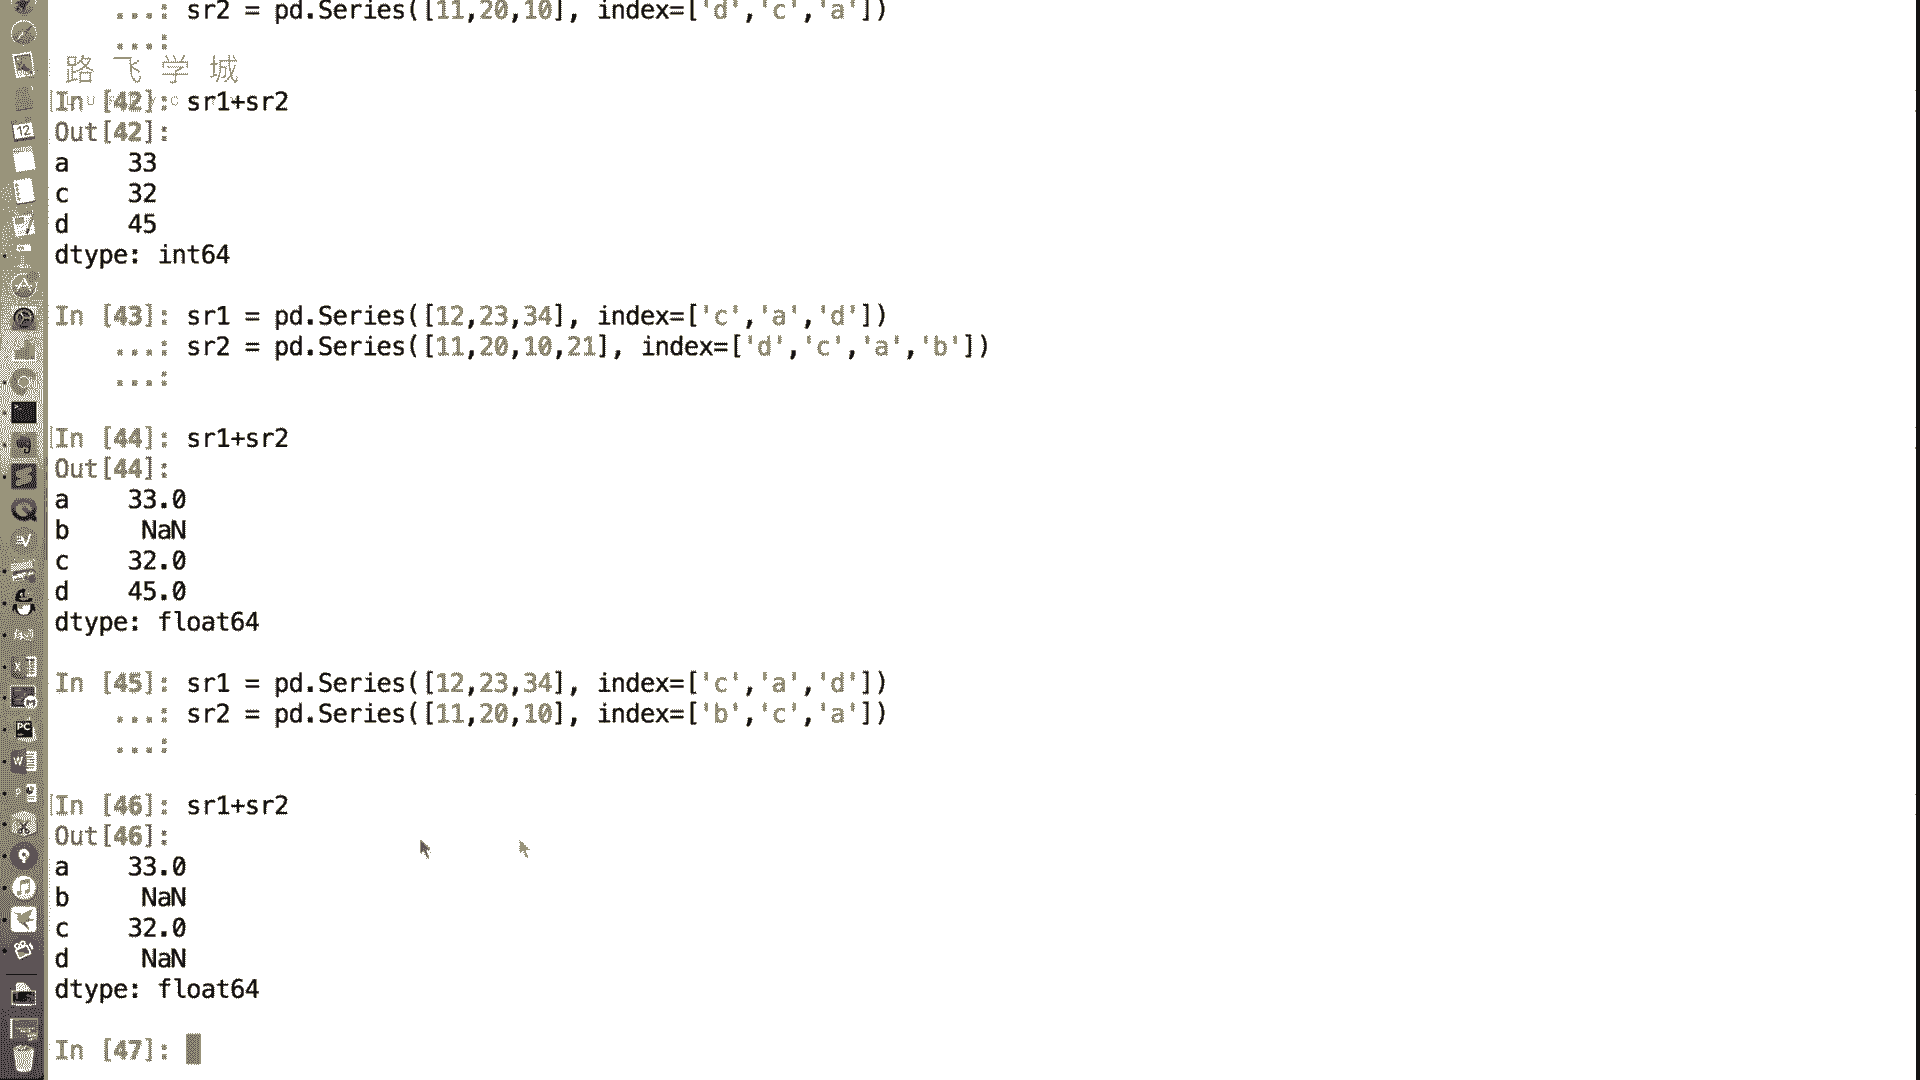 ...: sr2 = pd.Series([11,20,10], index=['d','c','a'])
...:
路飞学城
In [42]: sr1+sr2
Out[42]:
a     33
c     32
d     45
dtype: int64
In [43]: sr1 = pd.Series([12,23,34], index=['c','a','d'])
...: sr2 = pd.Series([11,20,10,21], index=['d','c','a','b'])
...:
In [44]: sr1+sr2
Out[44]:
a     33.0
b      NaN
c     32.0
d     45.0
dtype: float64
In [45]: sr1 = pd.Series([12,23,34], index=['c','a','d'])
...: sr2 = pd.Series([11,20,10], index=['b','c','a'])
...:
In [46]: sr1+sr2
Out[46]:
a     33.0
b      NaN
c     32.0
d      NaN
dtype: float64
In [47]: